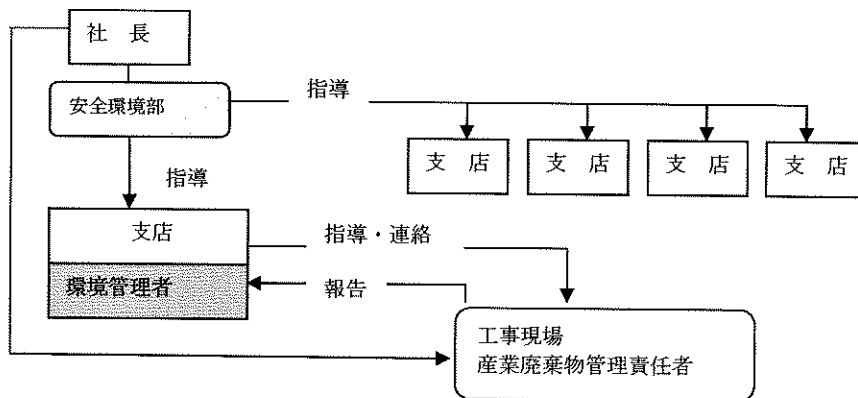 社 長
安全環境部
指導
支 店
支 店
支 店
支 店
指導
支店
指導・連絡
環境管理者
報告
工事現場
産業廃棄物管理責任者